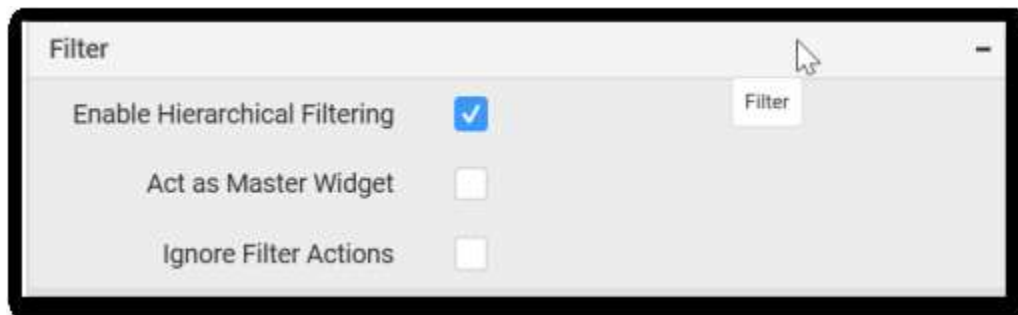 Filter
Filter
Enable Hierarchical Filtering
Act as Master Widget
Ignore Filter Actions